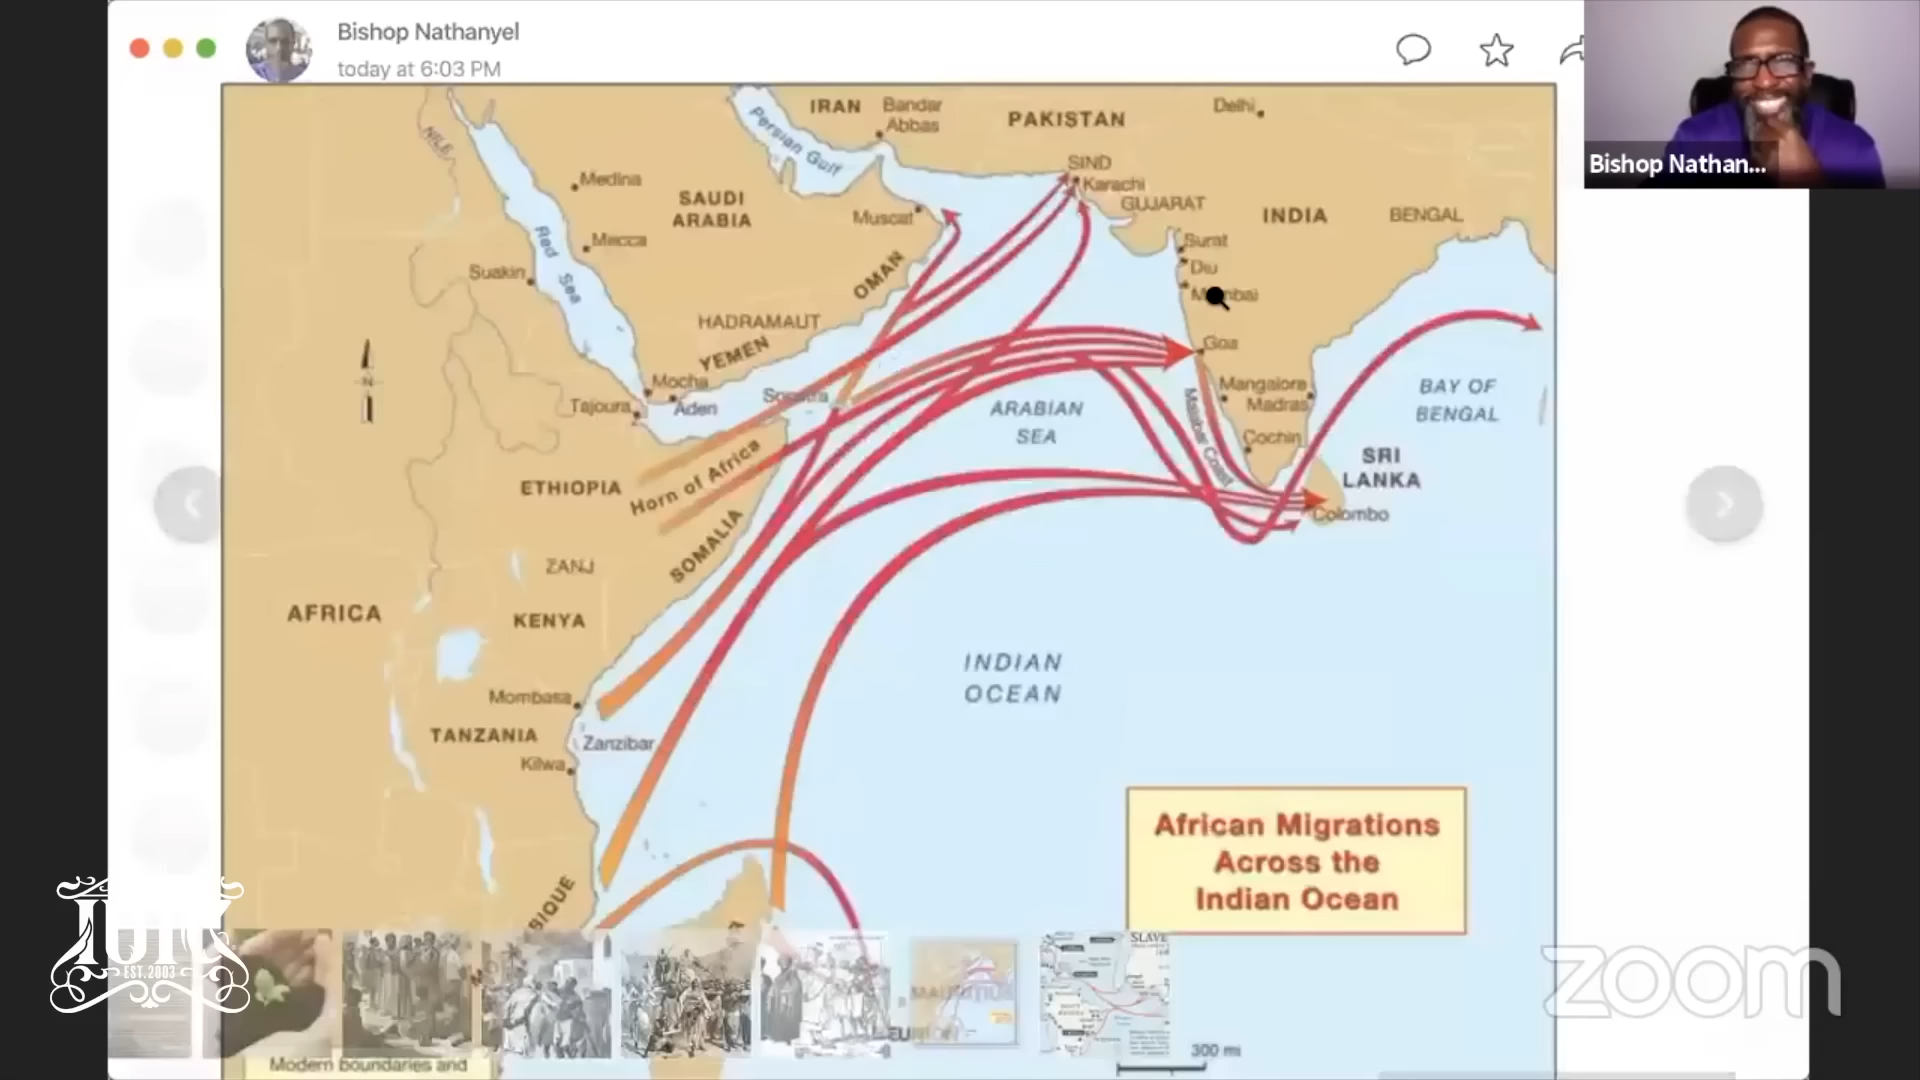 Bishop Nathanyel
today at 6:03 PM
Bishop Nathan...
IRAN
Bandar
Abbas
PAKISTAN
Delhi
NILE
Persian Gulf
SIND
Karachi
Medina
SAUDI
ARABIA
GUJARAT
Muscat
INDIA
BENGAL
Mecca
Red Sea
Surat
Suakin
Diu
OMAN
HADRAMAUT
YEMEN
Goa
Mocha
Aden
Tajoura
Mangalore
Madras
BAY OF
BENGAL
ARABIAN
SEA
Malabar Coast
Cochin
SRI
LANKA
ETHIOPIA
Horn of Africa
Colombo
SOMALIA
ZANJ
AFRICA
KENYA
INDIAN
OCEAN
Mombasa
TANZANIA
Zanzibar
Kilwa
African Migrations
Across the
Indian Ocean
IUIC
EST. 2003
SLAVE
zoom
300 mi
Modern boundaries and